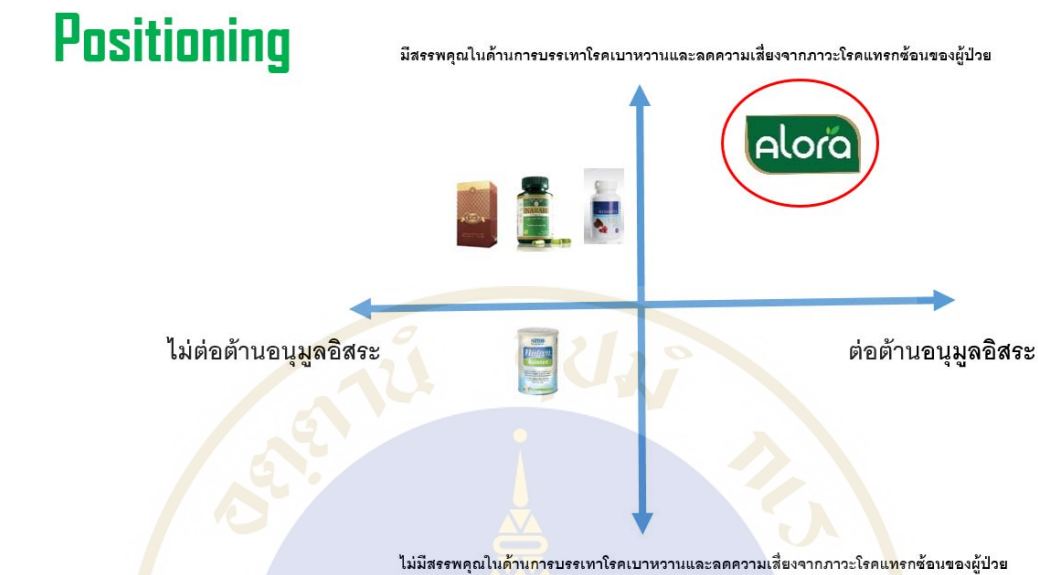 Positioning
มีสรรพคุณในด้านการบรรเทาโรคเบาหวานและลดความเสี่ยงจากภาวะโรคแทรกซ้อนของผู้ป่วย
Alora
ไม่ต่อต้านอนุมูลอิสระ
ต่อต้านอนุมูลอิสระ
Nutren
ไม่มีสรรพคุณในด้านการบรรเทาโรคเบาหวานและลดความเสี่ยงจากภาวะโรคแทรกซ้อนของผู้ป่วย